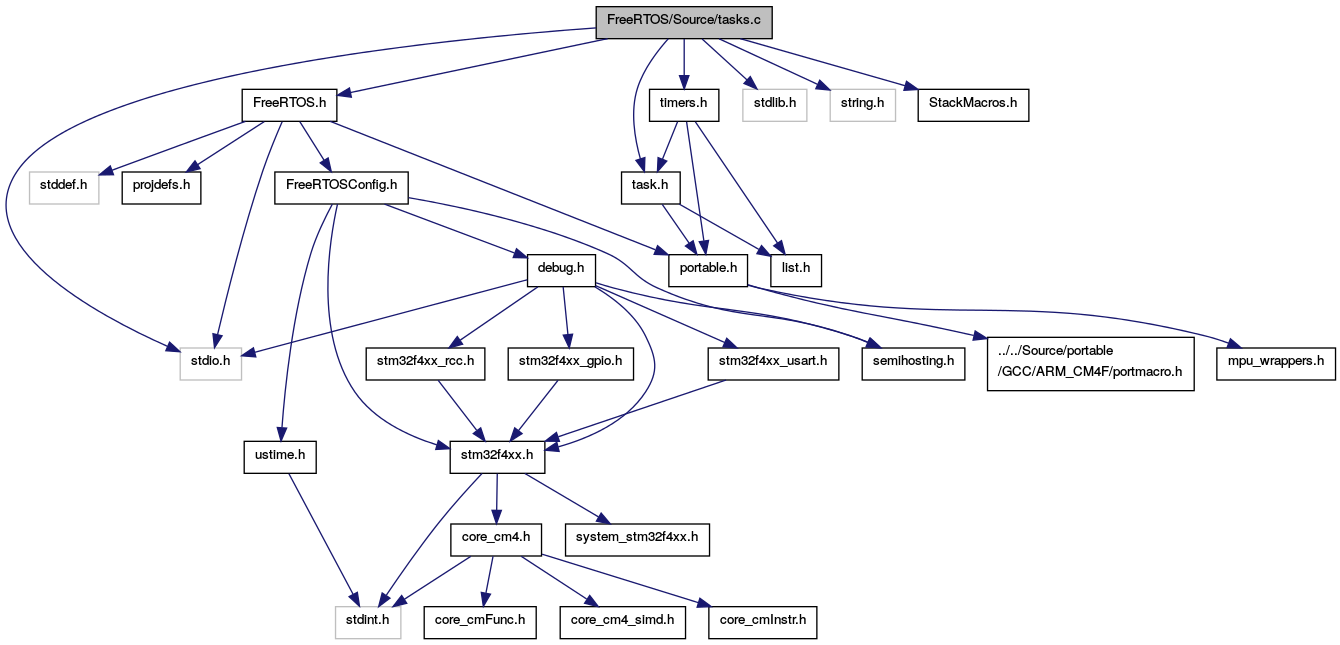 FreeRTOS/Source/tasks.c
FreeRTOS.h
timers.h
stdlib.h
string.h
StackMacros.h
stddef.h
projdefs.h
FreeRTOSConfig.h
task.h
debug.h
portable.h
list.h
stdio.h
stm32f4xx_rcc.h
stm32f4xx_gpio.h
stm32f4xx_usart.h
semihosting.h
../../Source/portable
/GCC/ARM_CM4F/portmacro.h
mpu_wrappers.h
ustime.h
stm32f4xx.h
core_cm4.h
system_stm32f4xx.h
stdint.h
core_cmFunc.h
core_cm4_simd.h
core_cmInstr.h